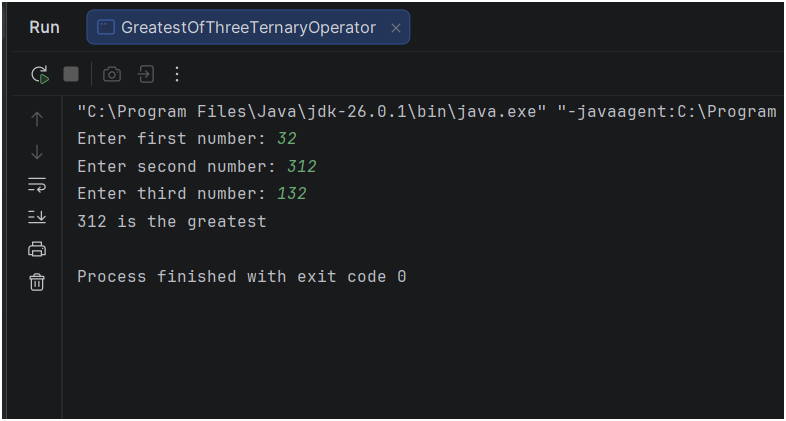 Run GreatestOfThreeTernaryOperator
"C:\Program Files\Java\jdk-26.0.1\bin\java.exe" "-javaagent:C:\Program
Enter first number: 32
Enter second number: 312
Enter third number: 132
312 is the greatest
Process finished with exit code 0